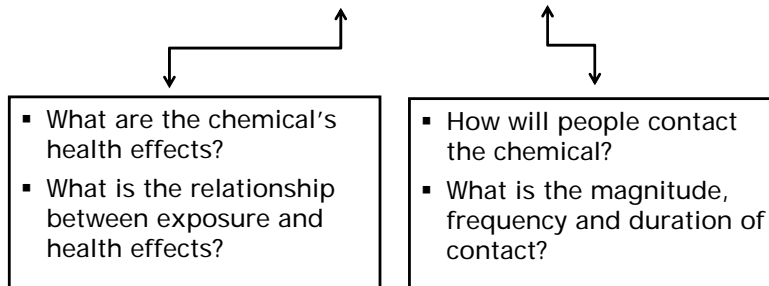 ▪ What are the chemical's
health effects?
▪ What is the relationship
between exposure and
health effects?
▪ How will people contact
the chemical?
▪ What is the magnitude,
frequency and duration of
contact?